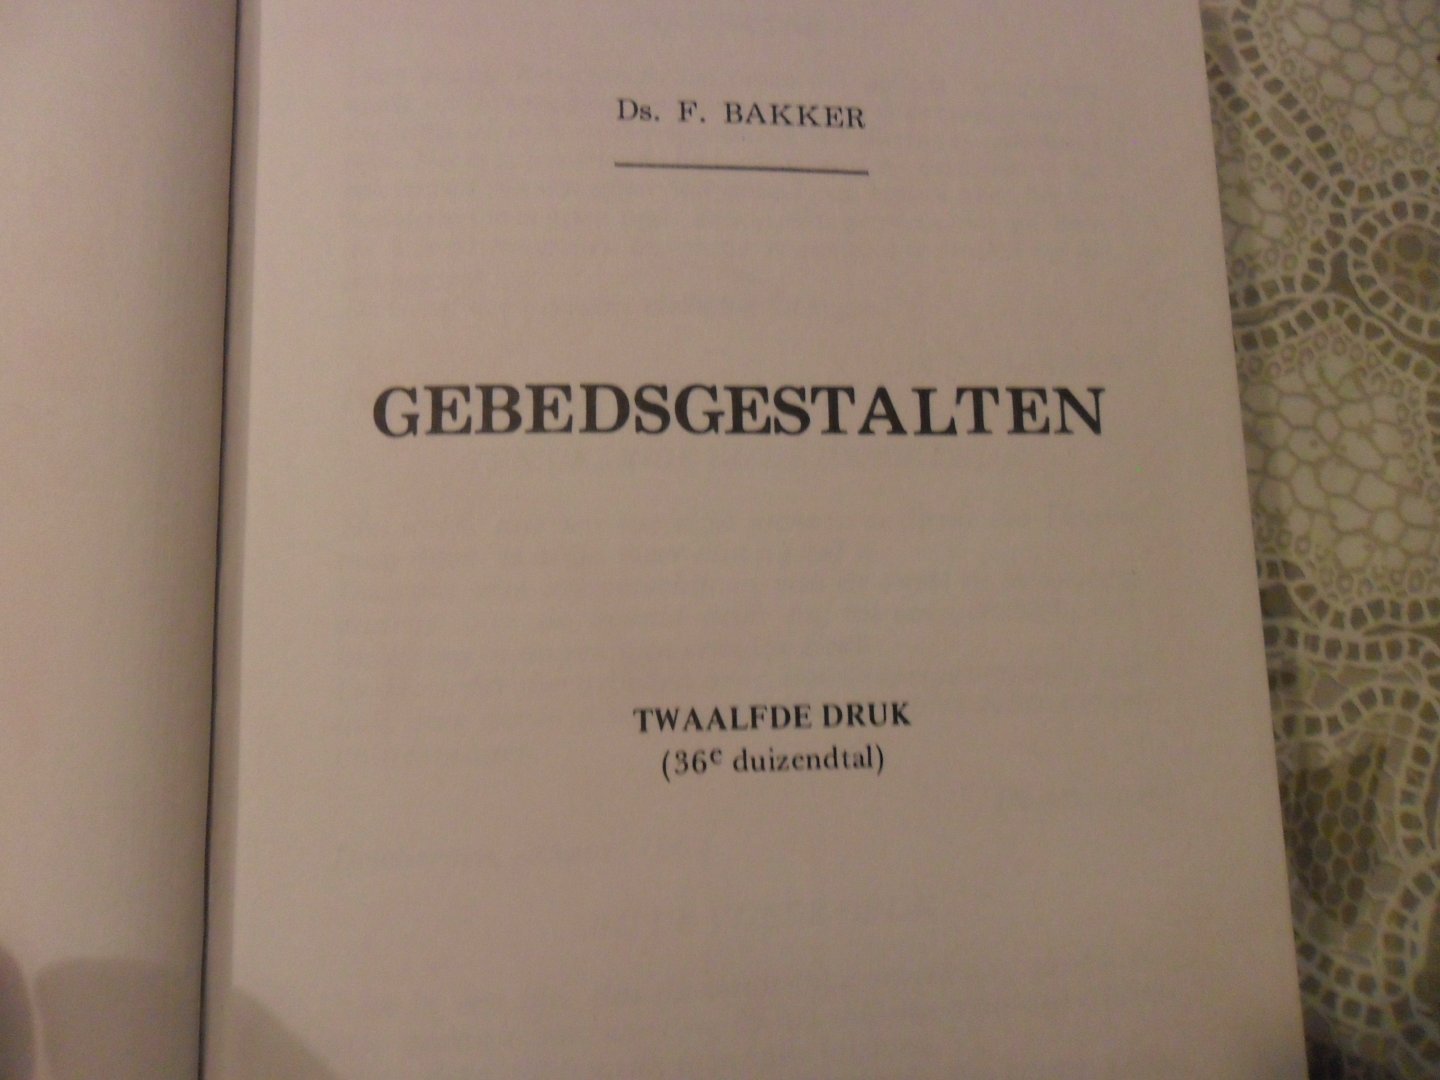 Ds. F. BAKKER
GEBEDSGESTALTEN
TWAALFDE DRUK
(36e duizendtal)